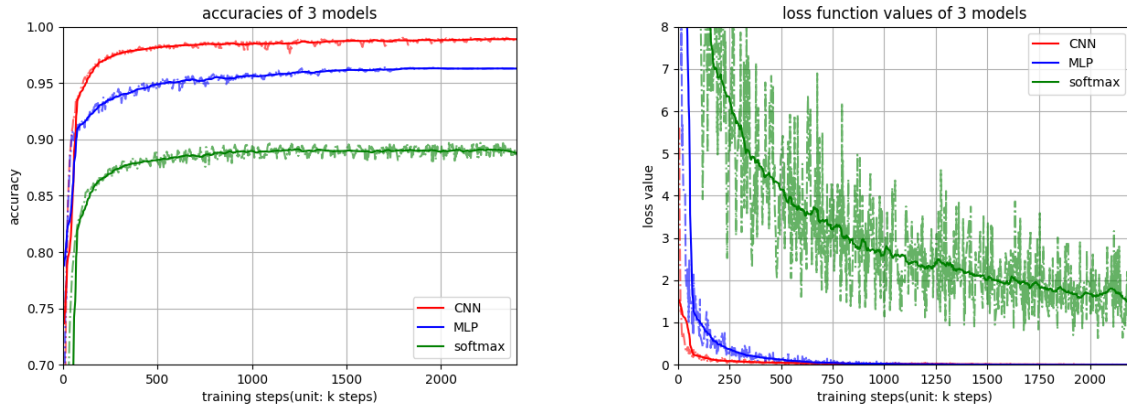 accuracies of 3 models
1.00
0.95
0.90
0.85
0.80
0.75
0.70
accuracy
CNN
MLP
softmax
0 500 1000 1500 2000
training steps(unit: k steps)
loss function values of 3 models
8
7
6
5
4
3
2
1
0
loss value
CNN
MLP
softmax
0 250 500 750 1000 1250 1500 1750 2000
training steps(unit: k steps)